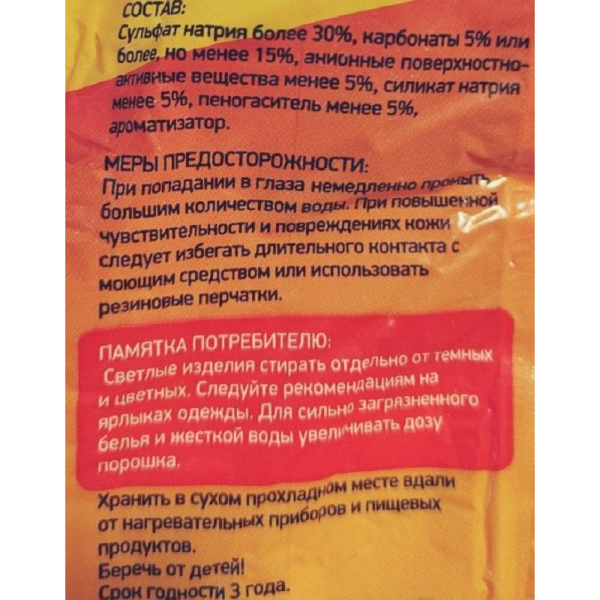 СОСТАВ:
Сульфат натрия более 30%, карбонаты 5% или
более, но менее 15%, анионные поверхностно-
активные вещества менее 5%, силикат натрия
менее 5%, пеногаситель менее 5%,
ароматизатор.
МЕРЫ ПРЕДОСТОРОЖНОСТИ:
При попадании в глаза немедленно промыть
большим количеством воды. При повышенной
чувствительности и повреждениях кожи
следует избегать длительного контакта с
моющим средством или использовать
резиновые перчатки.
ПАМЯТКА ПОТРЕБИТЕЛЮ:
Светлые изделия стирать отдельно от темных
и цветных. Следуйте рекомендациям на
ярлыках одежды. Для сильно загрязненного
белья и жесткой воды увеличивать дозу
порошка.
Хранить в сухом прохладном месте вдали
от нагревательных приборов и пищевых
продуктов.
Беречь от детей!
Срок годности 3 года.